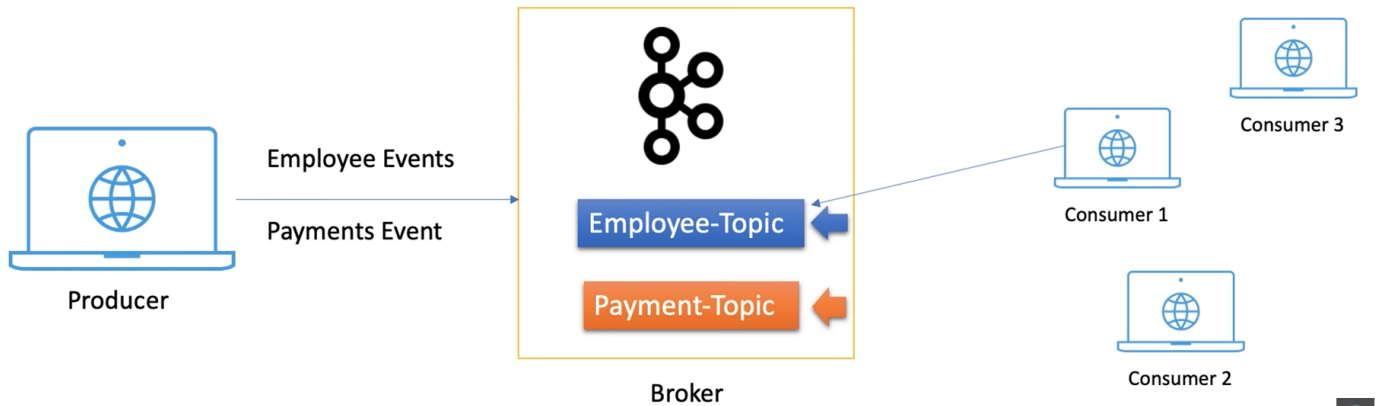 Employee Events
Payments Event
Producer
Employee-Topic
Payment-Topic
Broker
Consumer 3
Consumer 1
Consumer 2